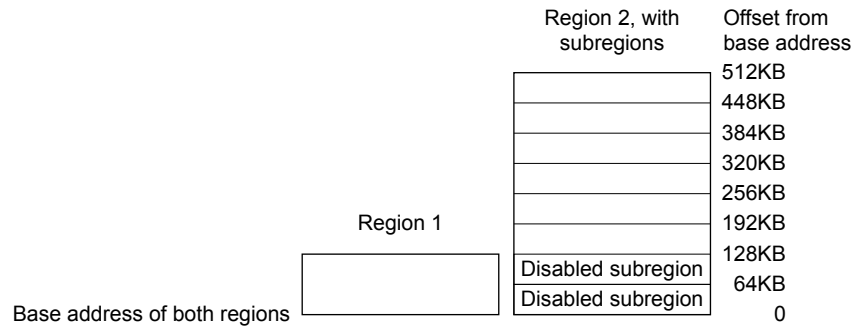 Region 2, with
subregions
Offset from
base address
512KB
448KB
384KB
320KB
256KB
Region 1
192KB
128KB
Disabled subregion
64KB
Disabled subregion
Base address of both regions
0